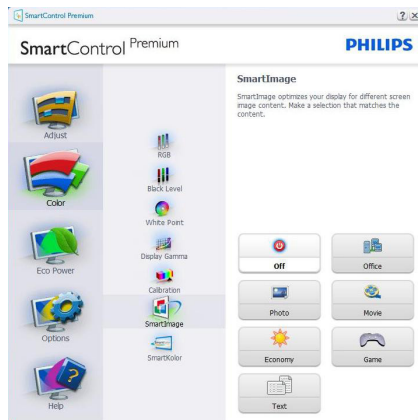 SmartControl Premium
SmartControl Premium
PHILIPS
Adjust
Color
Eco Power
Options
Help
RGB
Black Level
White Point
Display Gamma
Calibration
SmartImage
SmartKolor
SmartImage
SmartImage optimizes your display for different screen
image content. Make a selection that matches the
content.
Off
Office
Photo
Movie
Economy
Game
Text